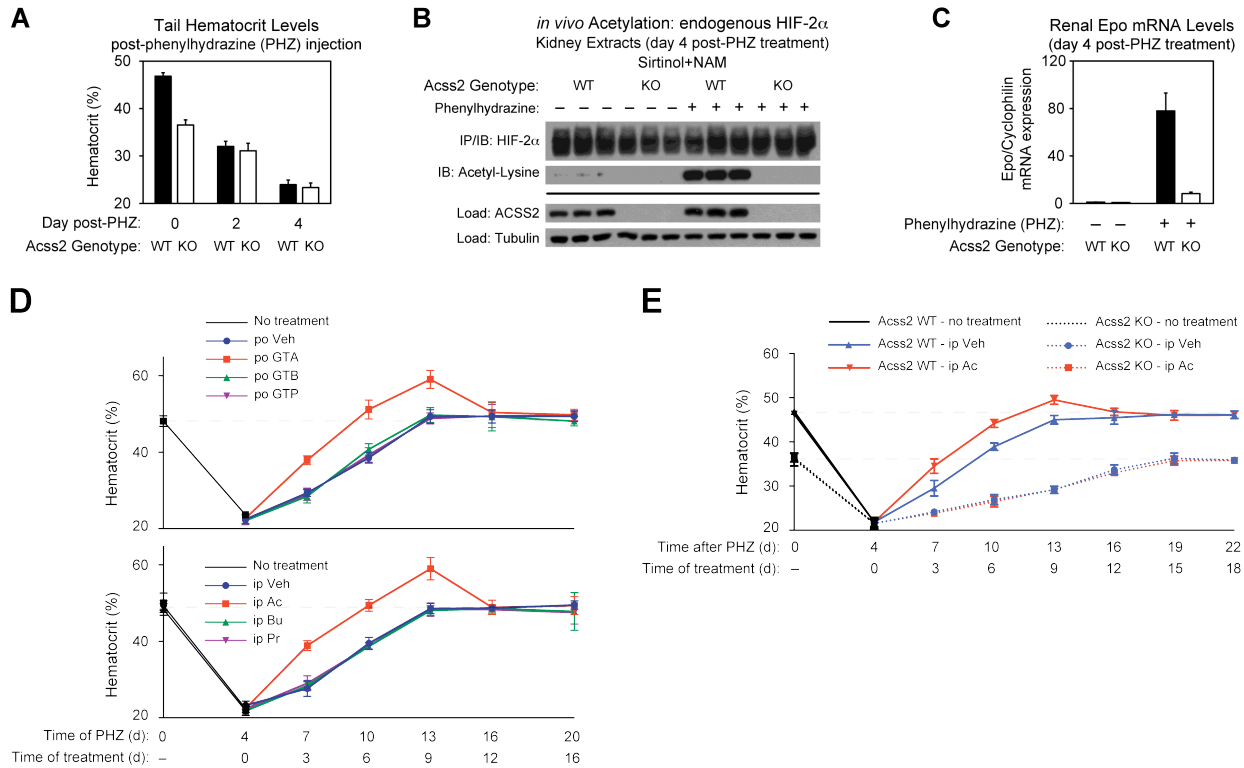 A
Tail Hematocrit Levels
post-phenylhydrazine (PHZ) injection
Hematocrit (%)
50
40
30
20
Day post-PHZ: 0 2 4
Acss2 Genotype: WT KO WT KO WT KO
B
in vivo Acetylation: endogenous HIF-2α
Kidney Extracts (day 4 post-PHZ treatment)
Sirtinol+NAM
Acss2 Genotype: WT KO WT KO
Phenylhydrazine: – – – – – – + + + + + +
IP/IB: HIF-2α
IB: Acetyl-Lysine
Load: ACSS2
Load: Tubulin
C
Renal Epo mRNA Levels
(day 4 post-PHZ treatment)
Epo/Cyclophilin
mRNA expression
120
80
40
0
Phenylhydrazine (PHZ): – – + +
Acss2 Genotype: WT KO WT KO
D
No treatment
po Veh
po GTA
po GTB
po GTP
Hematocrit (%)
60
40
20
No treatment
ip Veh
ip Ac
ip Bu
ip Pr
Hematocrit (%)
60
40
20
Time of PHZ (d): 0 4 7 10 13 16 20
Time of treatment (d): – 0 3 6 9 12 16
E
Acss2 WT - no treatment
Acss2 WT - ip Veh
Acss2 WT - ip Ac
Acss2 KO - no treatment
Acss2 KO - ip Veh
Acss2 KO - ip Ac
Hematocrit (%)
60
50
40
30
20
Time after PHZ (d): 0 4 7 10 13 16 19 22
Time of treatment (d): – 0 3 6 9 12 15 18